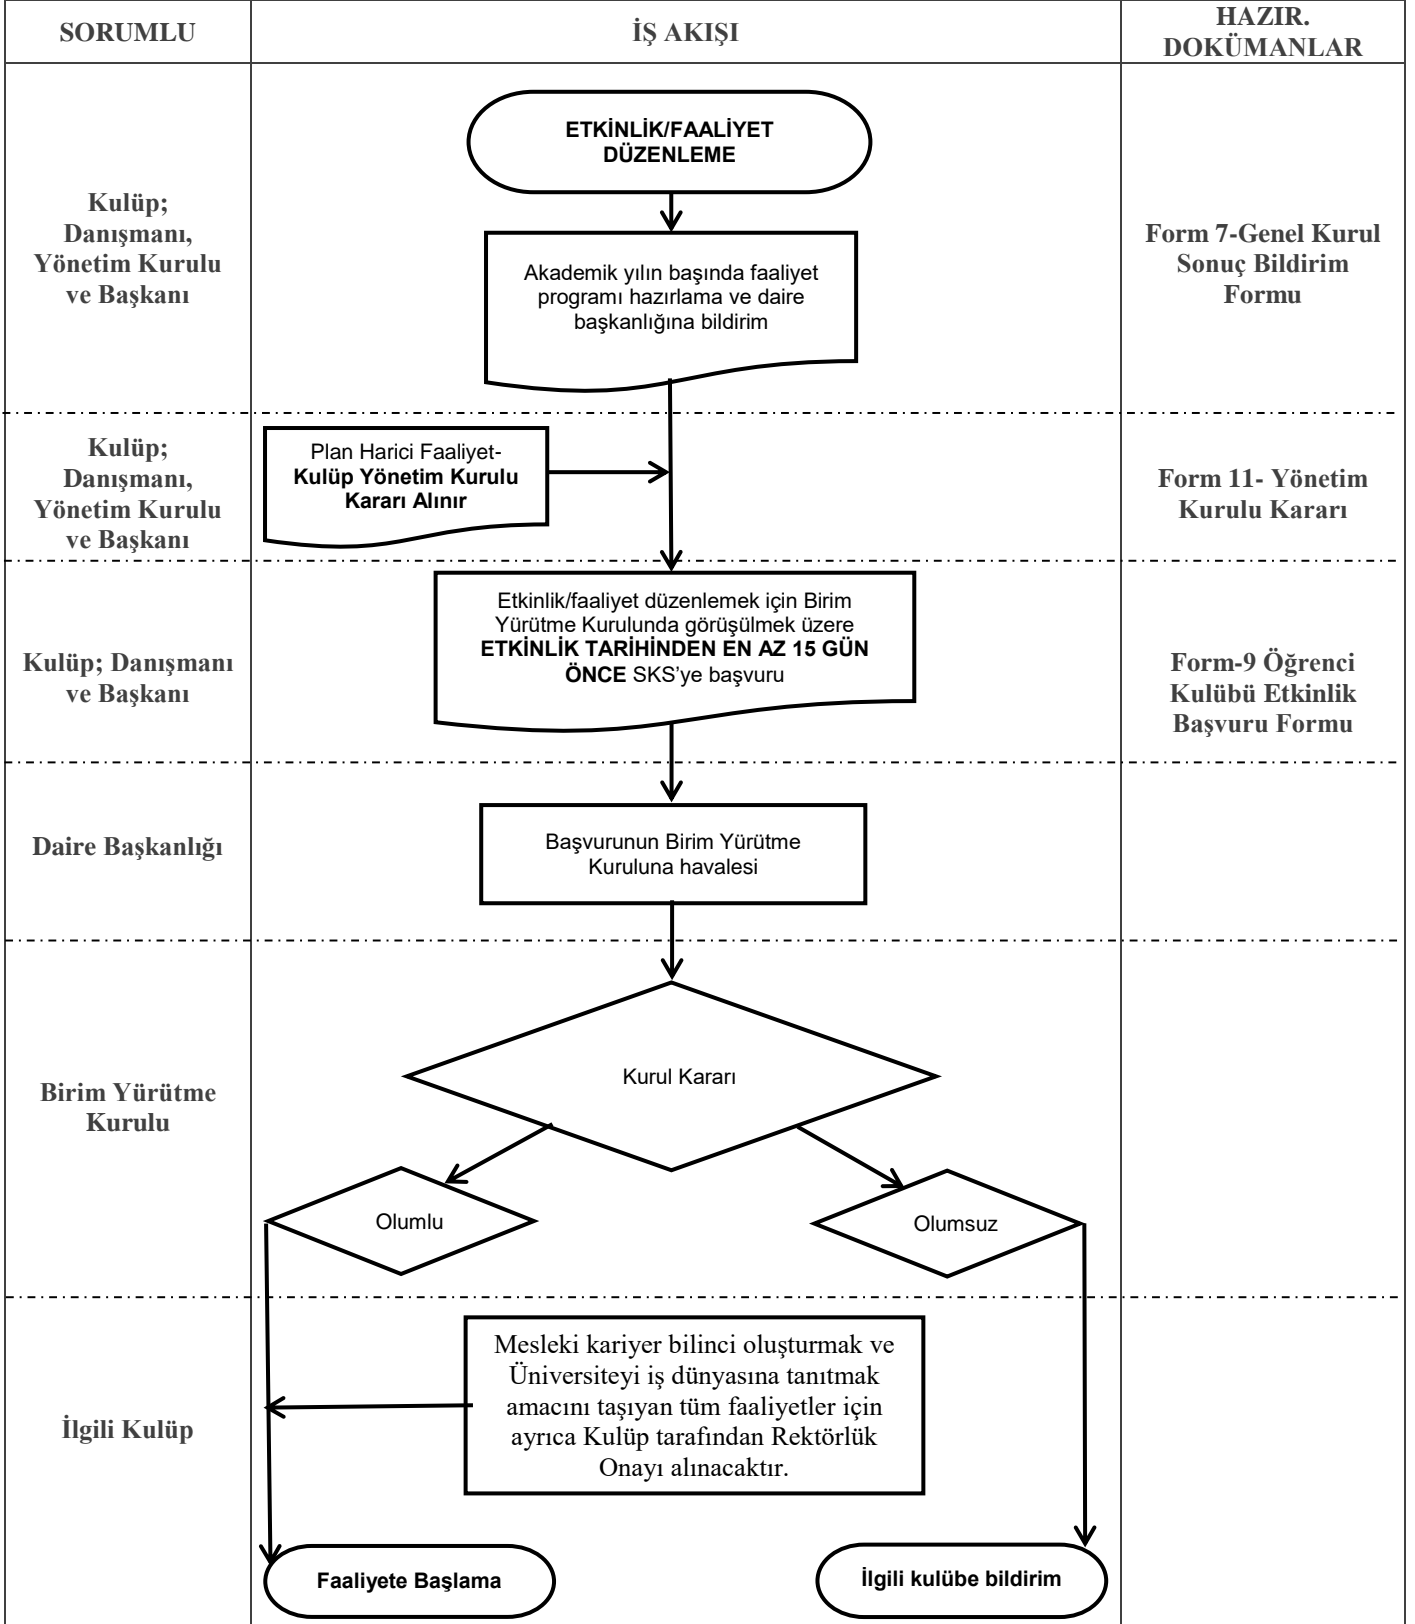 SORUMLU
İŞ AKIŞI
HAZIR.
DOKÜMANLAR
ETKİNLİK/FAALİYET
DÜZENLEME
Kulüp;
Danışmanı,
Yönetim Kurulu
ve Başkanı
Akademik yılın başında faaliyet
programı hazırlama ve daire
başkanlığına bildirim
Form 7-Genel Kurul
Sonuç Bildirim
Formu
Kulüp;
Danışmanı,
Yönetim Kurulu
ve Başkanı
Plan Harici Faaliyet-
Kulüp Yönetim Kurulu
Kararı Alınır
Form 11- Yönetim
Kurulu Kararı
Kulüp; Danışmanı
ve Başkanı
Etkinlik/faaliyet düzenlemek için Birim
Yürütme Kurulunda görüşülmek üzere
ETKİNLİK TARİHİNDEN EN AZ 15 GÜN
ÖNCE SKS’ye başvuru
Form-9 Öğrenci
Kulübü Etkinlik
Başvuru Formu
Daire Başkanlığı
Başvurunun Birim Yürütme
Kuruluna havalesi
Birim Yürütme
Kurulu
Kurul Kararı
Olumlu
Olumsuz
İlgili Kulüp
Mesleki kariyer bilinci oluşturmak ve
Üniversiteyi iş dünyasına tanıtmak
amacını taşıyan tüm faaliyetler için
ayrıca Kulüp tarafından Rektörlük
Onayı alınacaktır.
Faaliyete Başlama
İlgili kulübe bildirim